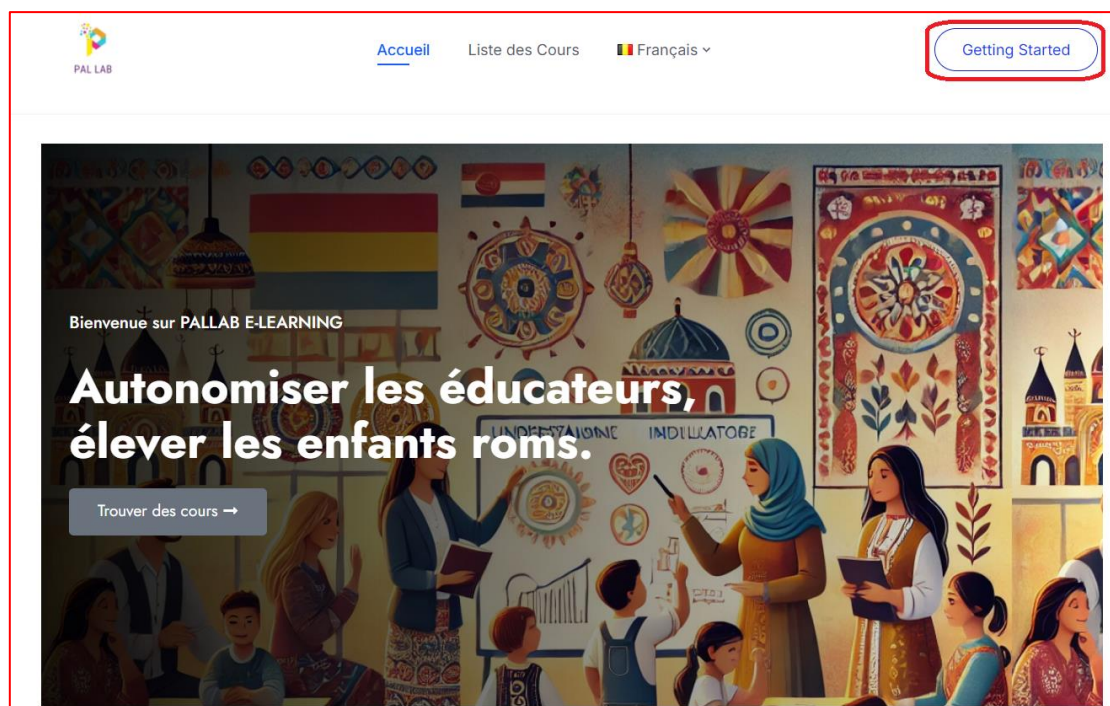 PAL LAB
Accueil
Liste des Cours
Français
Getting Started
Bienvenue sur PALLAB E-LEARNING
Autonomiser les éducateurs,
élever les enfants roms.
Trouver des cours →